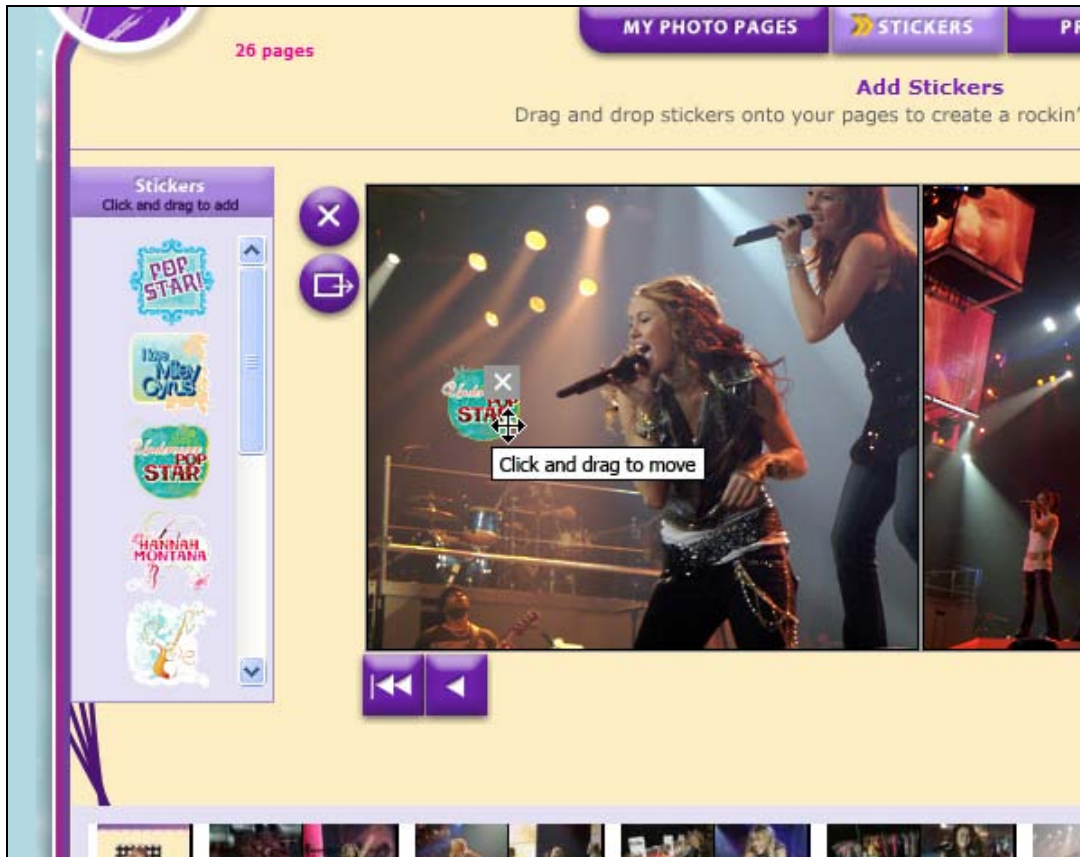 26 pages
MY PHOTO PAGES
STICKERS
Add Stickers
Drag and drop stickers onto your pages to create a rockin'
Stickers
Click and drag to add
POP
STAR!
I love
Miley
Cyrus
Undercover
POP
STAR
HANNAH
MONTANA
POP
STAR
Click and drag to move